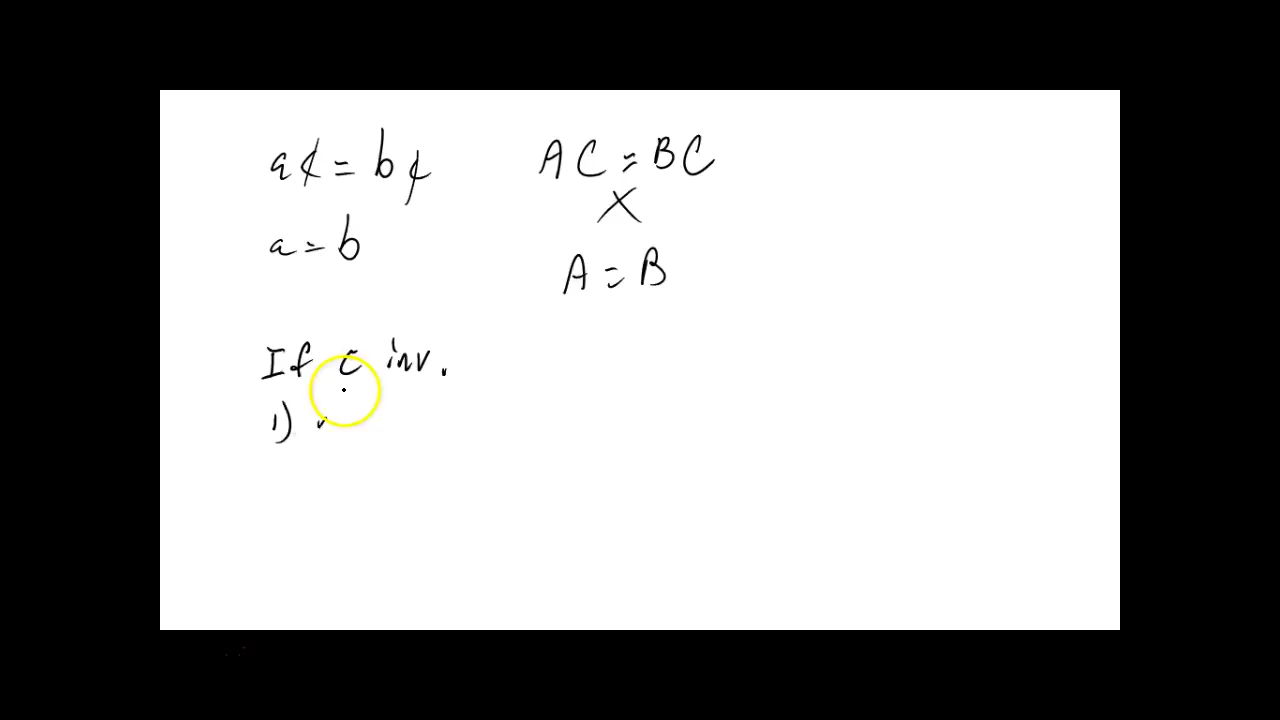 ac = bc
a = b
AC = BC
X
A = B
If C inv.
1)